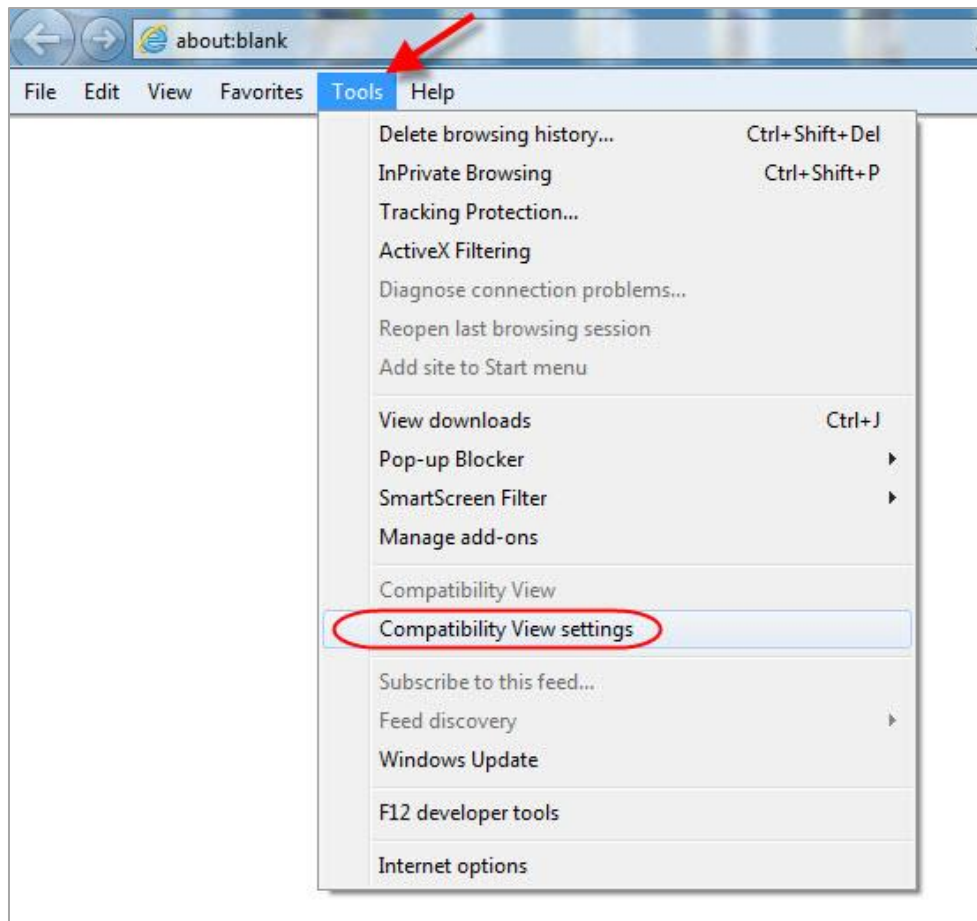 about:blank
File Edit View Favorites Tools Help
Delete browsing history... Ctrl+Shift+Del
InPrivate Browsing Ctrl+Shift+P
Tracking Protection...
ActiveX Filtering
Diagnose connection problems...
Reopen last browsing session
Add site to Start menu
View downloads Ctrl+J
Pop-up Blocker
SmartScreen Filter
Manage add-ons
Compatibility View
Compatibility View settings
Subscribe to this feed...
Feed discovery
Windows Update
F12 developer tools
Internet options